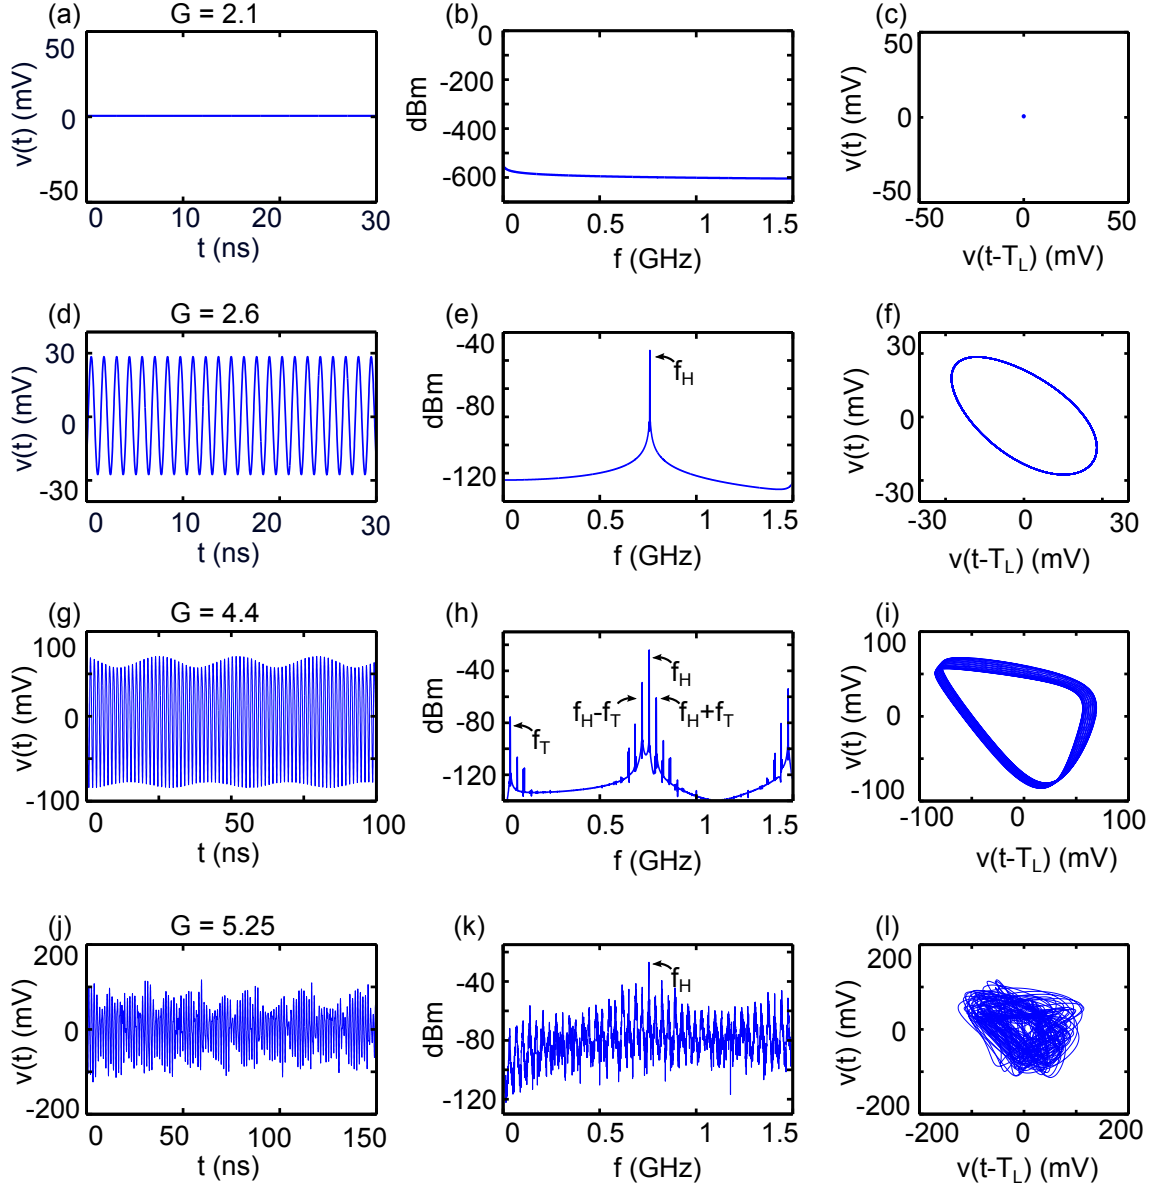 (a) G = 2.1 (b) (c)
50 0 50
v(t) (mV) 0 dBm -200 v(t) (mV) 0
-400
-50 -600 -50
0 10 20 30 0 0.5 1 1.5 -50 0 50
t (ns) f (GHz) v(t-T_L) (mV)
(d) G = 2.6 (e) (f)
30 -40 30
f_H
v(t) (mV) 0 dBm -80 v(t) (mV) 0
-30 -120 -30
0 10 20 30 0 0.5 1 1.5 -30 0 30
t (ns) f (GHz) v(t-T_L) (mV)
(g) G = 4.4 (h) (i)
100 100
-40 f_H
v(t) (mV) 0 dBm -80 f_T f_H-f_T f_H+f_T v(t) (mV) 0
-100 -120 -100
0 50 100 0 0.5 1 1.5 -100 0 100
t (ns) f (GHz) v(t-T_L) (mV)
(j) G = 5.25 (k) (l)
200 -40 f_H 200
v(t) (mV) 0 dBm -80 v(t) (mV) 0
-200 -120 -200
0 50 100 150 0 0.5 1 1.5 -200 0 200
t (ns) f (GHz) v(t-T_L) (mV)